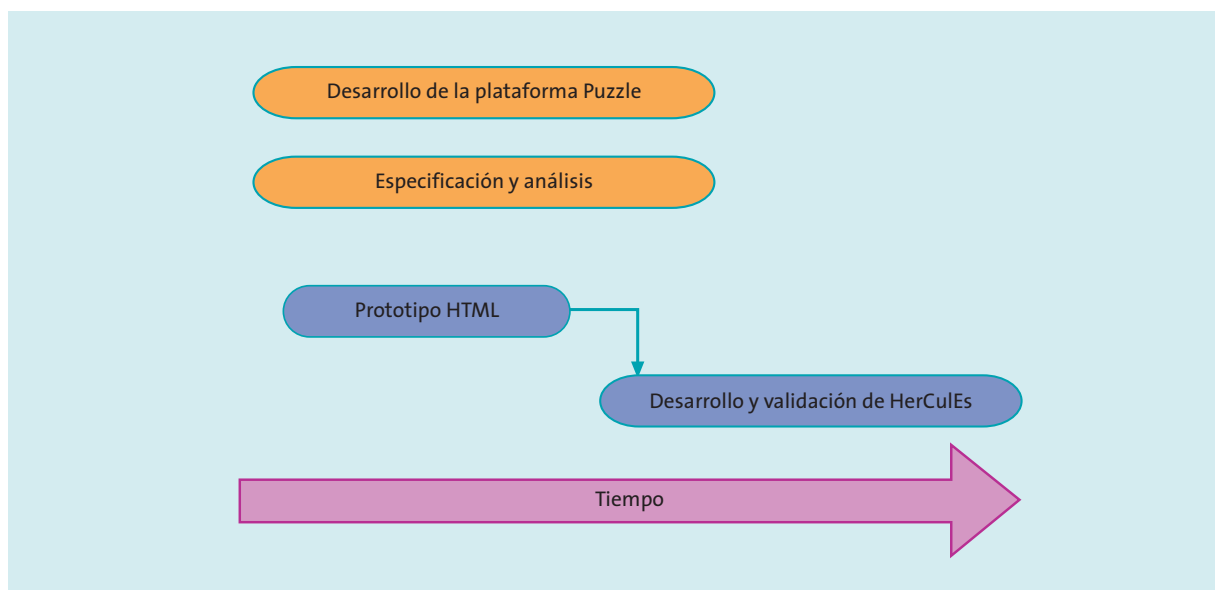 Desarrollo de la plataforma Puzzle
Especificación y análisis
Prototipo HTML
Desarrollo y validación de HerCulEs
Tiempo